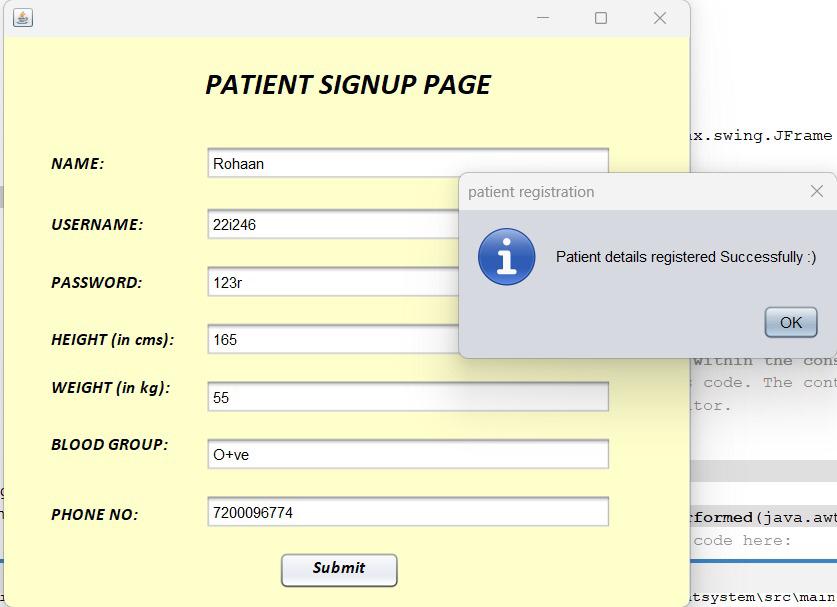 PATIENT SIGNUP PAGE
ax.swing.JFrame
NAME: Rohaan
patient registration
USERNAME: 22i246
Patient details registered Successfully :)
PASSWORD: 123r
OK
HEIGHT (in cms): 165
within the cons
WEIGHT (in kg): 55
code. The cont
tor.
BLOOD GROUP: O+ve
PHONE NO: 7200096774
rformed(java.awt
code here:
Submit
tsystem\src\main